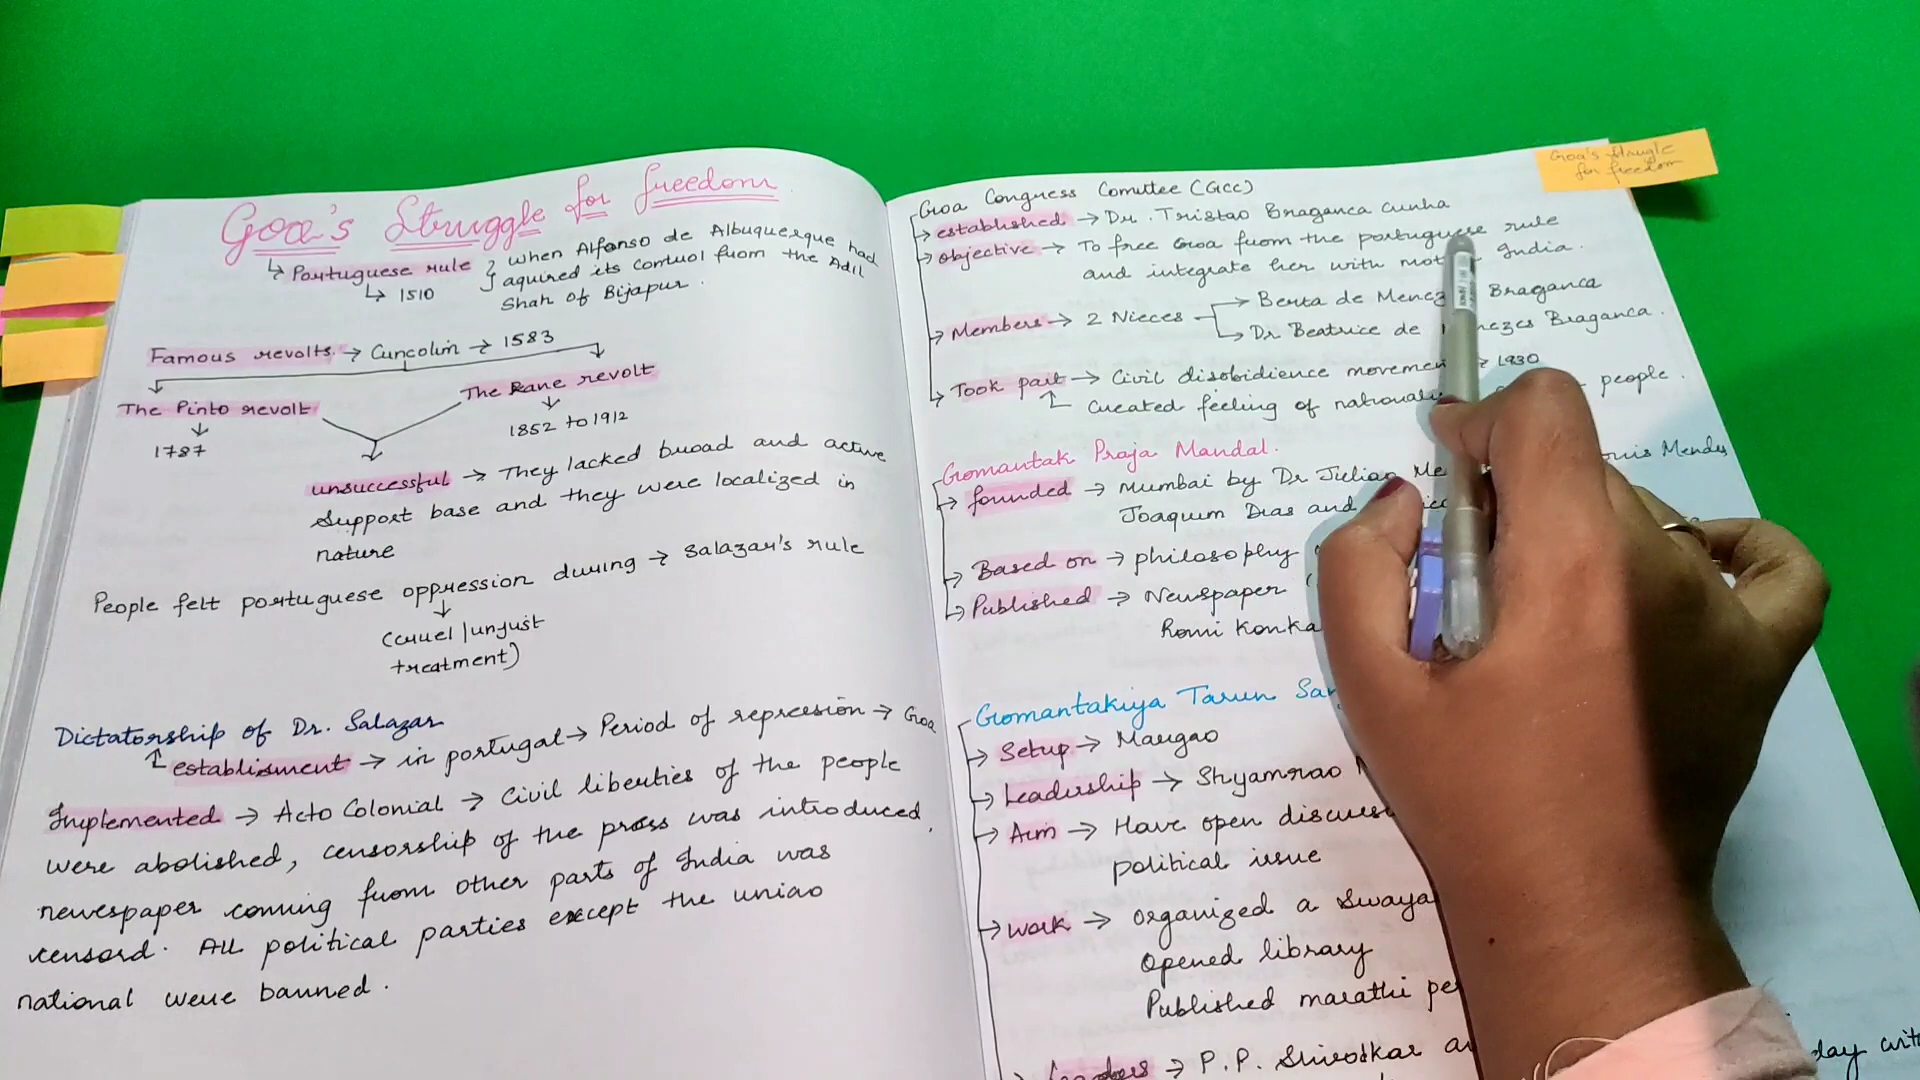 Goa's Struggle for freedom
↳ Portuguese rule } when Alfonso de Albuquerque had
↳ 1510 aquired its control from the Adil
Shah of Bijapur.
Famous revolts → Cuncolim → 1583
The Pinto revolt
1787
The Rane revolt
1852 to 1912
unsuccessful → They lacked broad and active
support base and they were localized in
nature
People felt portuguese oppression during → Salazar's rule
(cruel/unjust
treatment)
Dictatorship of Dr. Salazar
establisment → in portugal → Period of repression → Goa
Implemented → Acto Colonial → Civil liberties of the people
were abolished, censorship of the press was introduced,
newspaper coming from other parts of India was
censord. All political parties except the uniao
national were banned.
Goa's strugle
for freedom
Goa Congress Comittee (GCC)
→ established → Dr. Tristao Braganca Cunha
→ objective → To free Goa from the portuguese rule
and integrate her with India.
→ Members → 2 Nieces → Berta de Braganca
→ Dr Beatrice de Braganca.
→ Took part → Civil disobidience → 1930
Created feeling of people.
Gomantak Praja Mandal.
→ founded → Mumbai by Dr Juliao Mendes
Joaquim Dias and
→ Based on → philosophy
→ Published → Newspaper
Romi
Gomantakiya Tarun
→ Setup → Margao
→ Leadership → Shyamrao
→ Aim → Have open
political issue
→ work → organized a
Opened library
Published marathi
→ P.P. Shirodkar
day